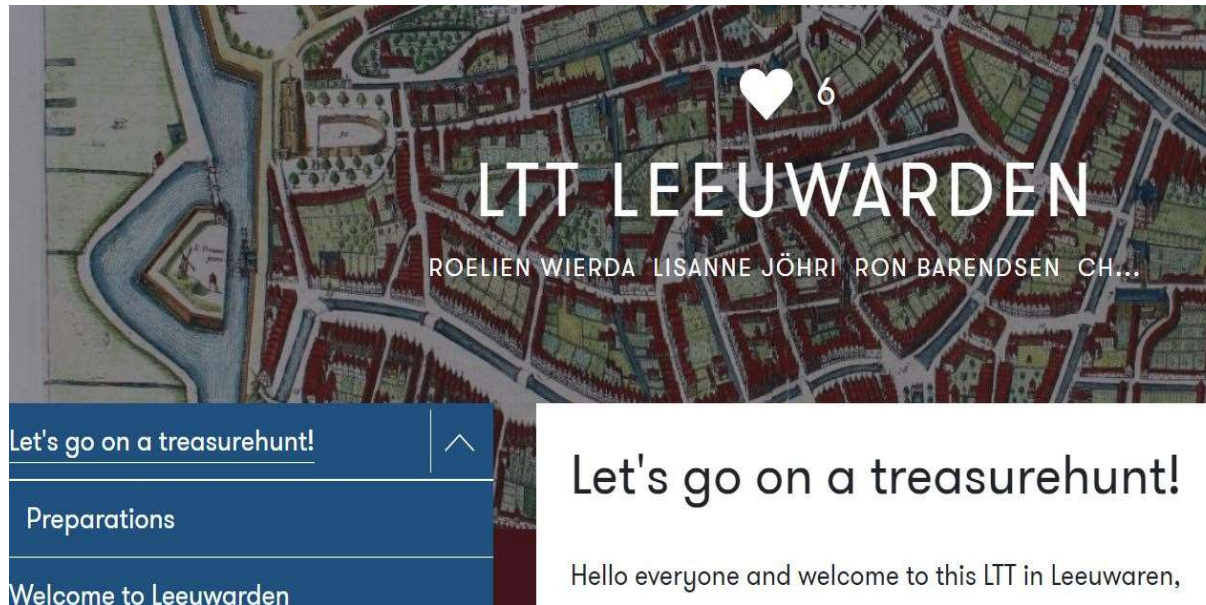 6
LTT LEEUWARDEN
ROELIEN WIERDA LISANNE JÖHRI RON BARENDSEN CH...
Let's go on a treasurehunt!
Preparations
Welcome to Leeuwarden
Let's go on a treasurehunt!
Hello everyone and welcome to this LTT in Leeuwaren,